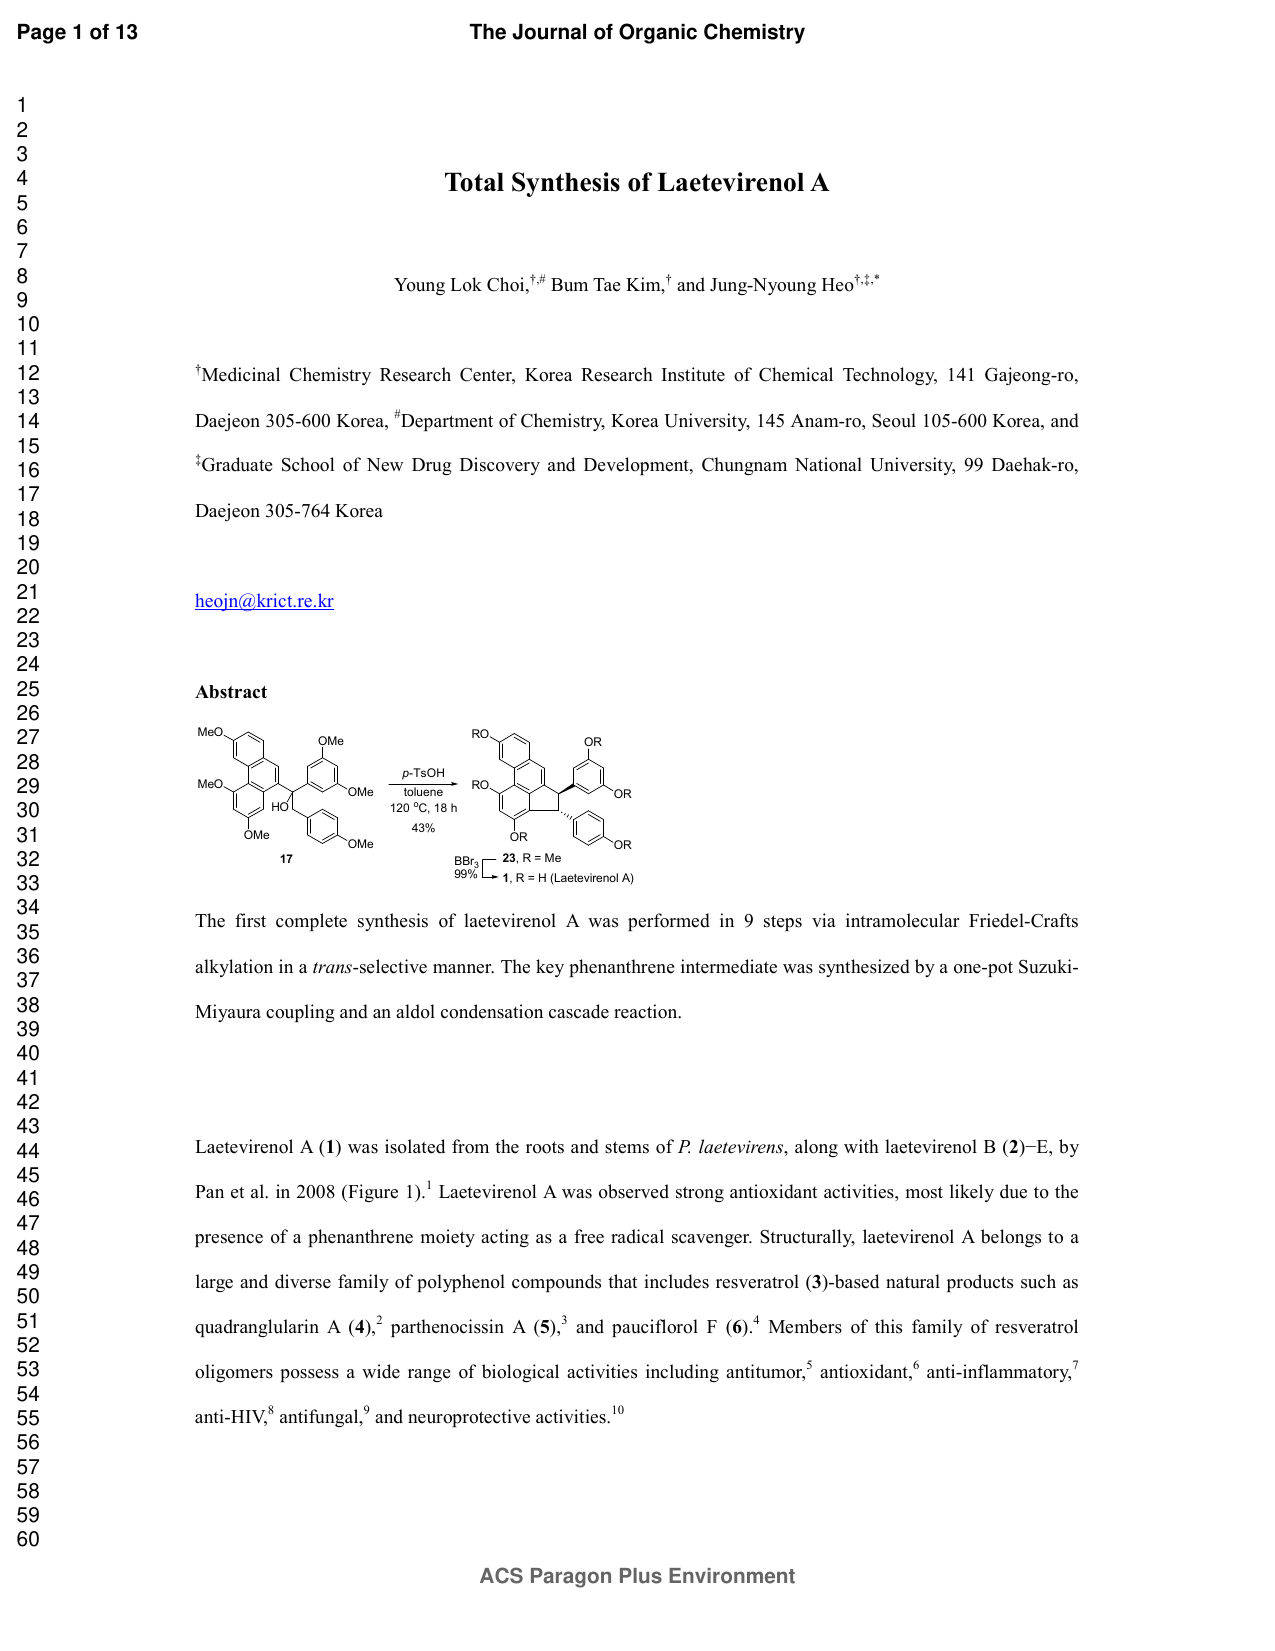 Page 1 of 13
The Journal of Organic Chemistry
1
2
3
4
5
6
7
8
9
10
11
12
13
14
15
16
17
18
19
20
21
22
23
24
25
26
27
28
29
30
31
32
33
34
35
36
37
38
39
40
41
42
43
44
45
46
47
48
49
50
51
52
53
54
55
56
57
58
59
60
Total Synthesis of Laetevirenol A
Young Lok Choi,†,# Bum Tae Kim,† and Jung-Nyoung Heo†,‡,*
†Medicinal Chemistry Research Center, Korea Research Institute of Chemical Technology, 141 Gajeong-ro,
Daejeon 305-600 Korea, #Department of Chemistry, Korea University, 145 Anam-ro, Seoul 105-600 Korea, and
‡Graduate School of New Drug Discovery and Development, Chungnam National University, 99 Daehak-ro,
Daejeon 305-764 Korea
heojn@krict.re.kr
Abstract
MeO
OMe
MeO
OMe
HO
OMe
OMe
17
p-TsOH
toluene
120 °C, 18 h
43%
RO
OR
RO
OR
OR
OR
BBr3
99%
23, R = Me
1, R = H (Laetevirenol A)
The first complete synthesis of laetevirenol A was performed in 9 steps via intramolecular Friedel-Crafts
alkylation in a trans-selective manner. The key phenanthrene intermediate was synthesized by a one-pot Suzuki-
Miyaura coupling and an aldol condensation cascade reaction.
Laetevirenol A (1) was isolated from the roots and stems of P. laetevirens, along with laetevirenol B (2)−E, by
Pan et al. in 2008 (Figure 1).1 Laetevirenol A was observed strong antioxidant activities, most likely due to the
presence of a phenanthrene moiety acting as a free radical scavenger. Structurally, laetevirenol A belongs to a
large and diverse family of polyphenol compounds that includes resveratrol (3)-based natural products such as
quadranglularin A (4),2 parthenocissin A (5),3 and pauciflorol F (6).4 Members of this family of resveratrol
oligomers possess a wide range of biological activities including antitumor,5 antioxidant,6 anti-inflammatory,7
anti-HIV,8 antifungal,9 and neuroprotective activities.10
ACS Paragon Plus Environment